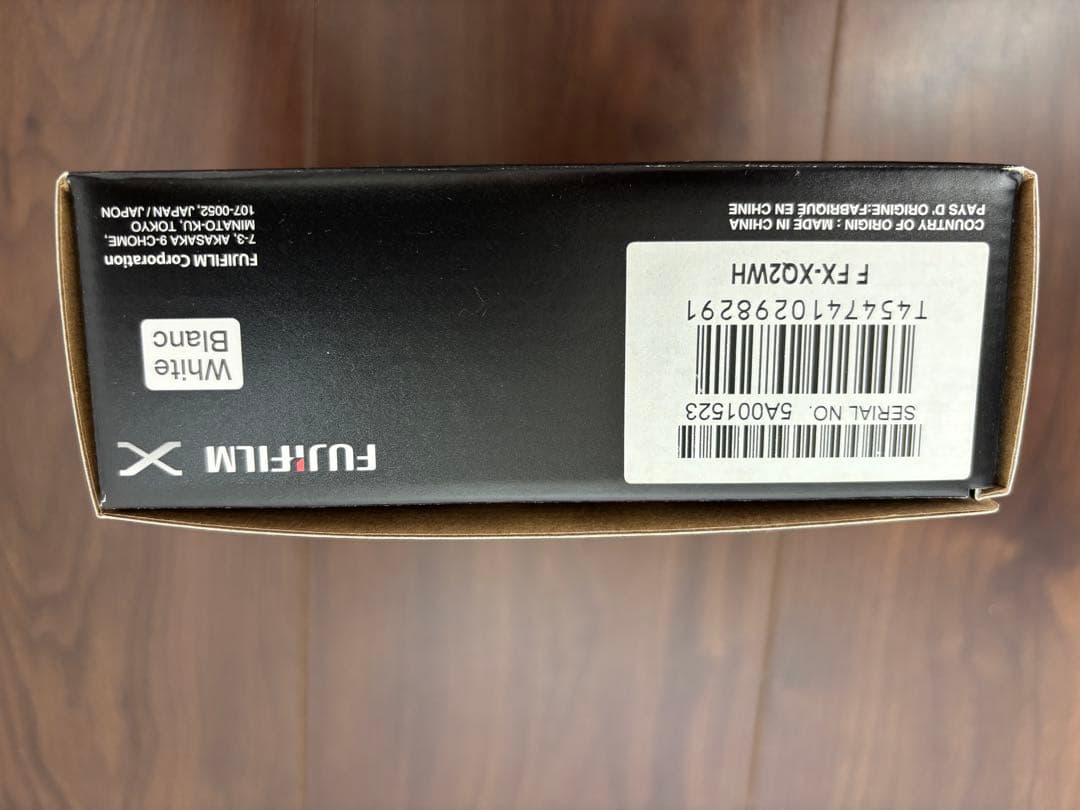 FUJIFILM X
SERIAL NO. 5A001523
T4547410298291
F FX-XQ2WH
White
Blanc
FUJIFILM Corporation
7-3, AKASAKA 9-CHOME,
MINATO-KU, TOKYO
107-0052, JAPAN / JAPON
COUNTRY OF ORIGIN : MADE IN CHINA
PAYS D' ORIGINE:FABRIQUÉ EN CHINE